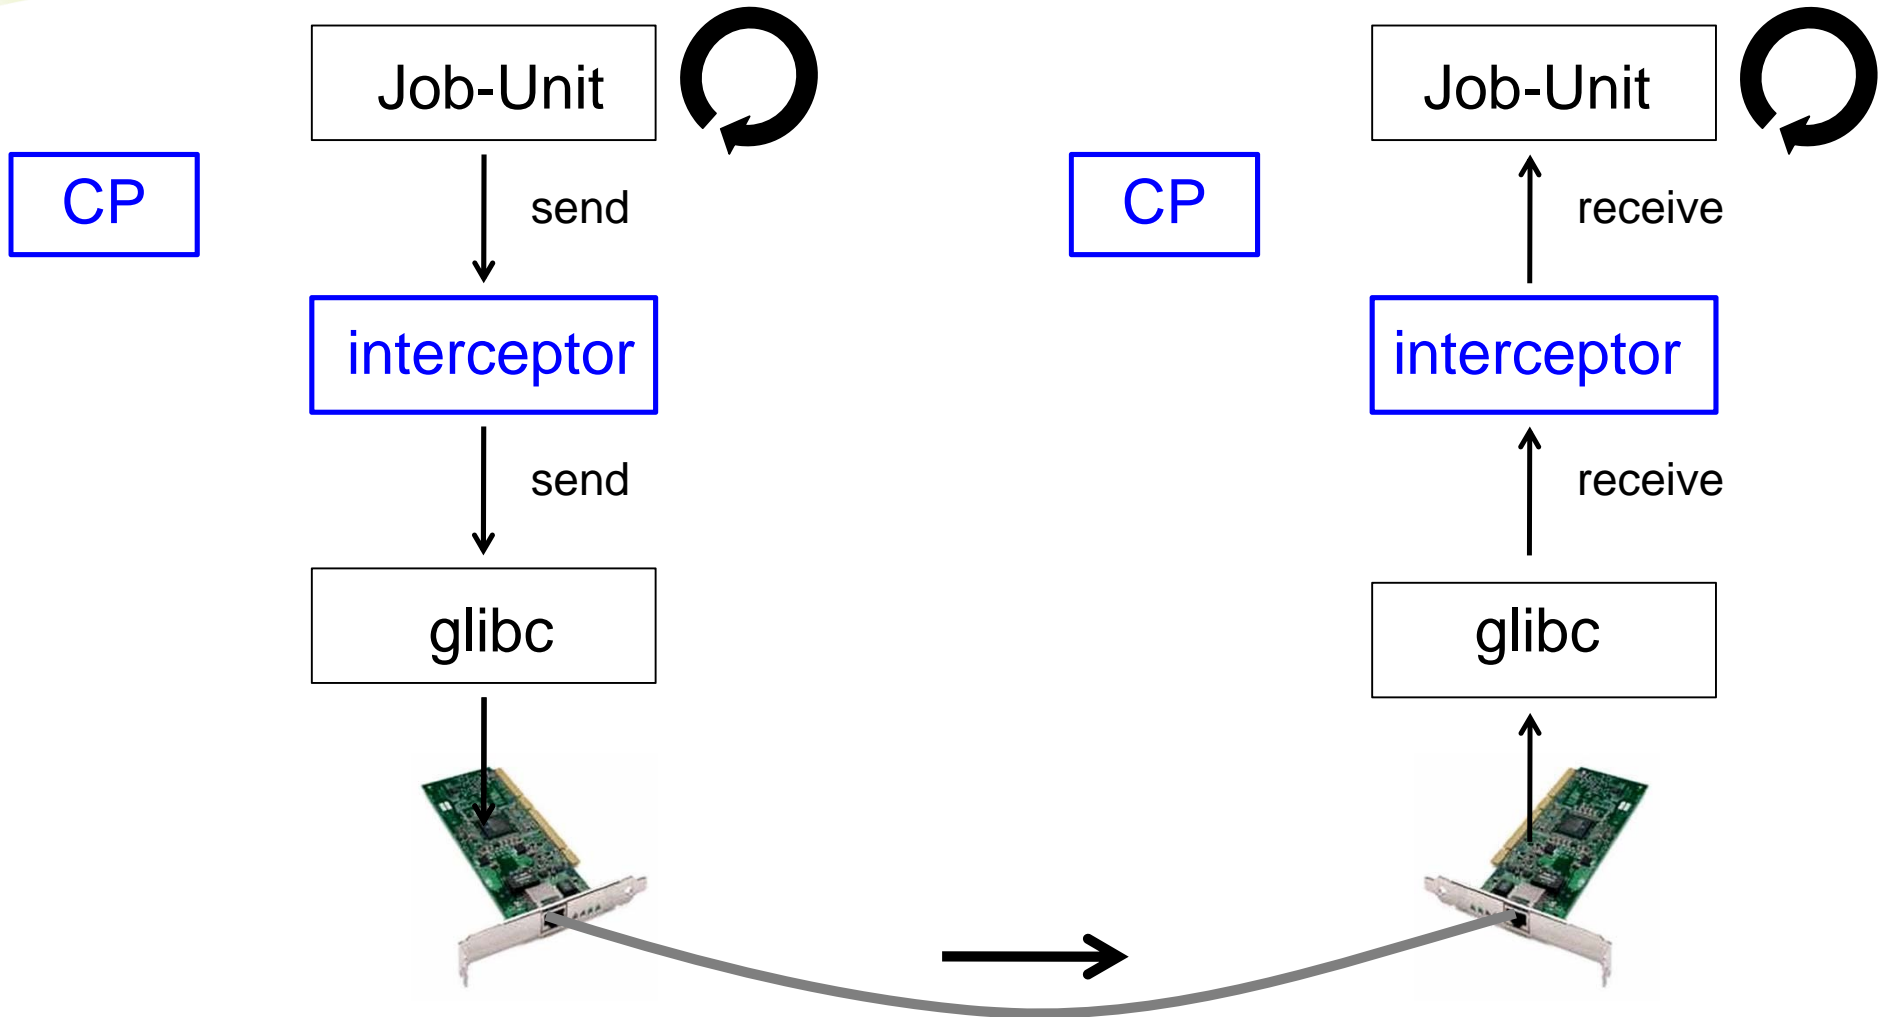 Job-Unit
Job-Unit
CP
send
CP
receive
interceptor
interceptor
send
receive
glibc
glibc